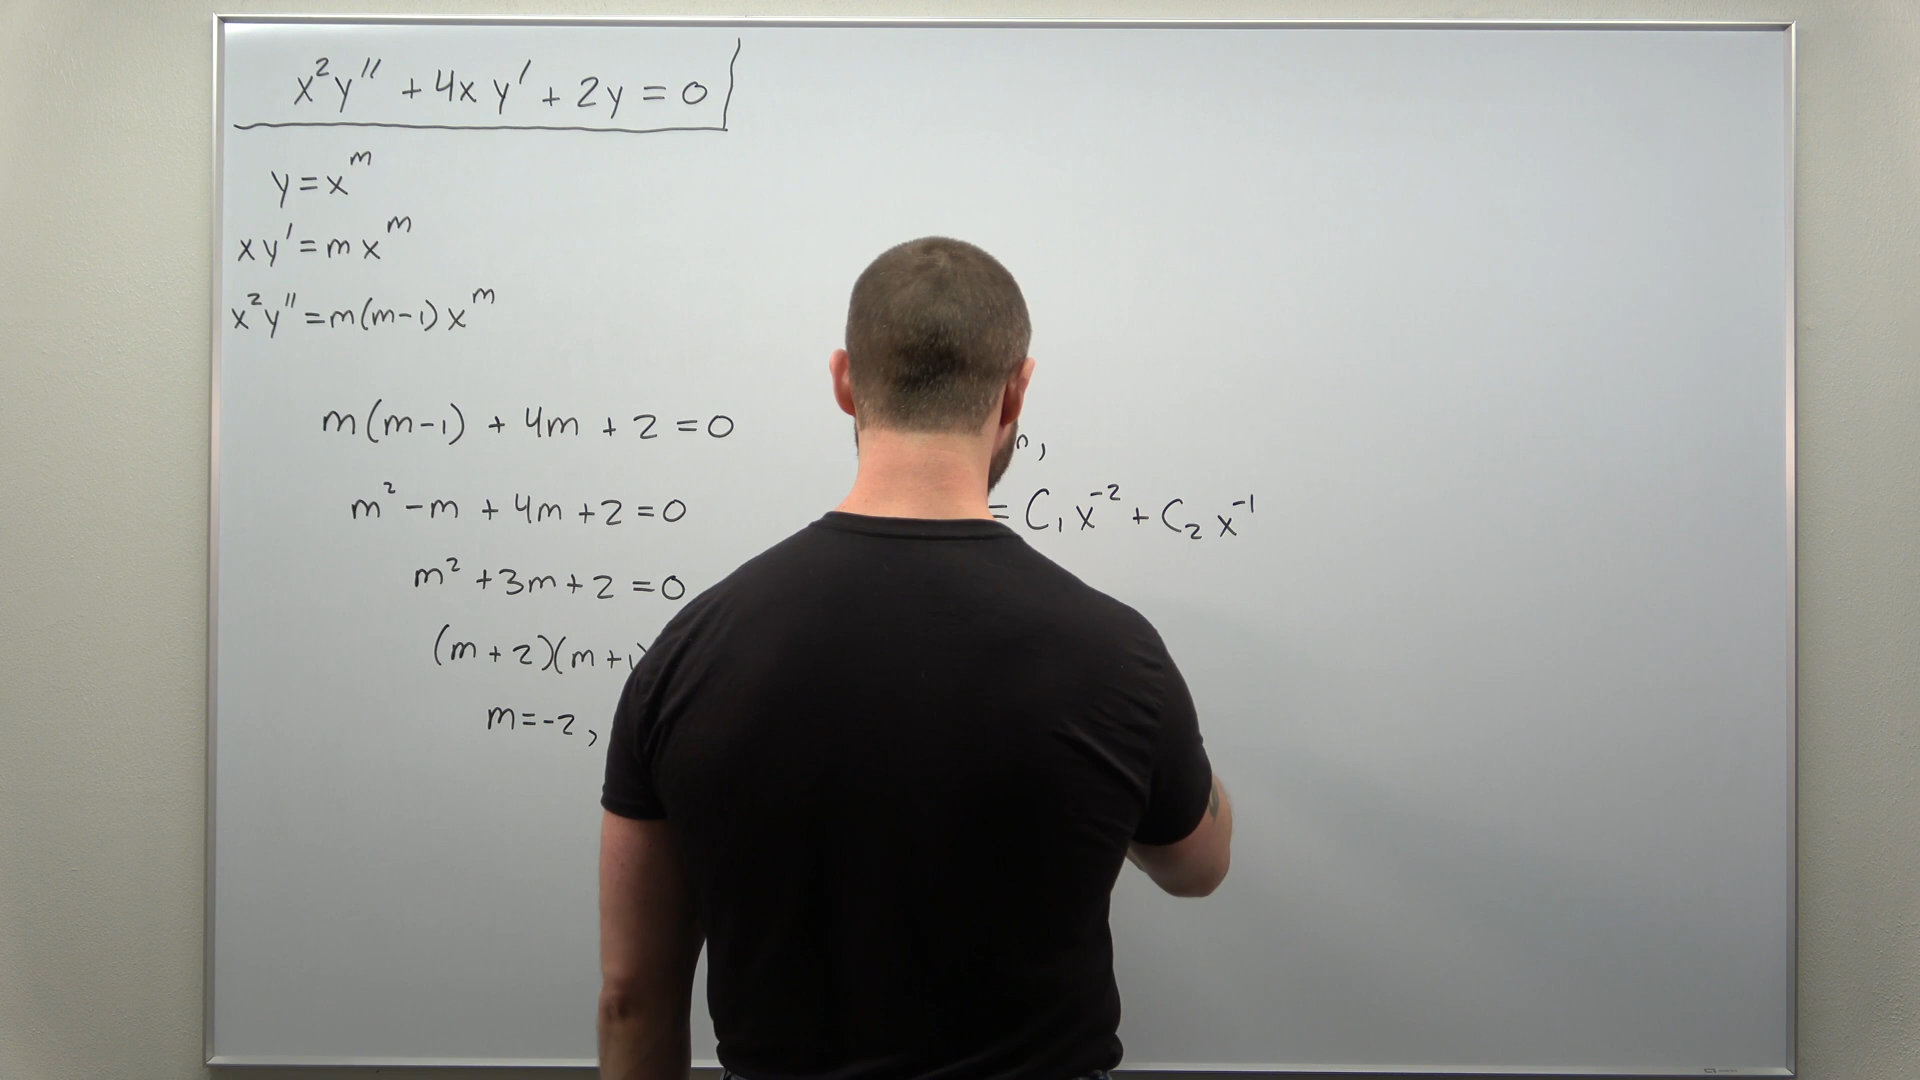 x²y'' + 4xy' + 2y = 0
y = x^m
xy' = mx^m
x²y'' = m(m-1)x^m
m(m-1) + 4m + 2 = 0
m² - m + 4m + 2 = 0
m² + 3m + 2 = 0
(m+2)(m+1)
m = -2,
n,
= C₁x⁻² + C₂x⁻¹